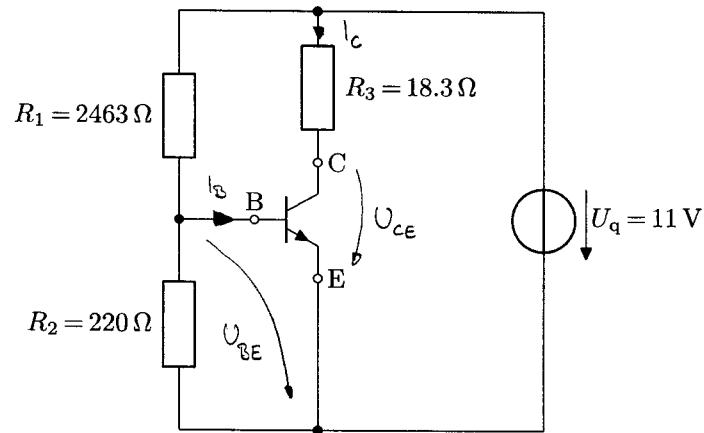 I_C
R_3 = 18.3 Ω
R_1 = 2463 Ω
C
I_B
B
U_CE
U_q = 11 V
E
R_2 = 220 Ω
U_BE